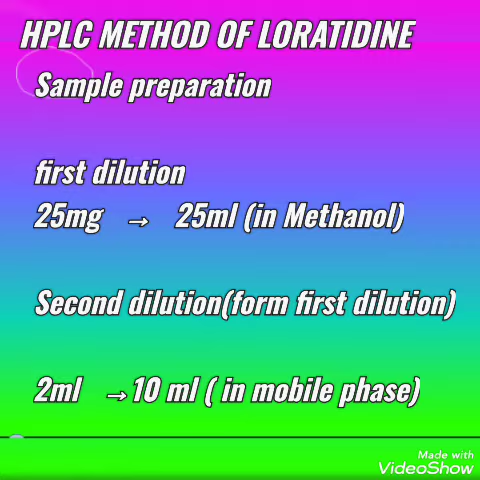 HPLC METHOD OF LORATIDINE
Sample preparation
first dilution
25mg → 25ml (in Methanol)
Second dilution(form first dilution)
2ml →10 ml ( in mobile phase)
Made with
VideoShow